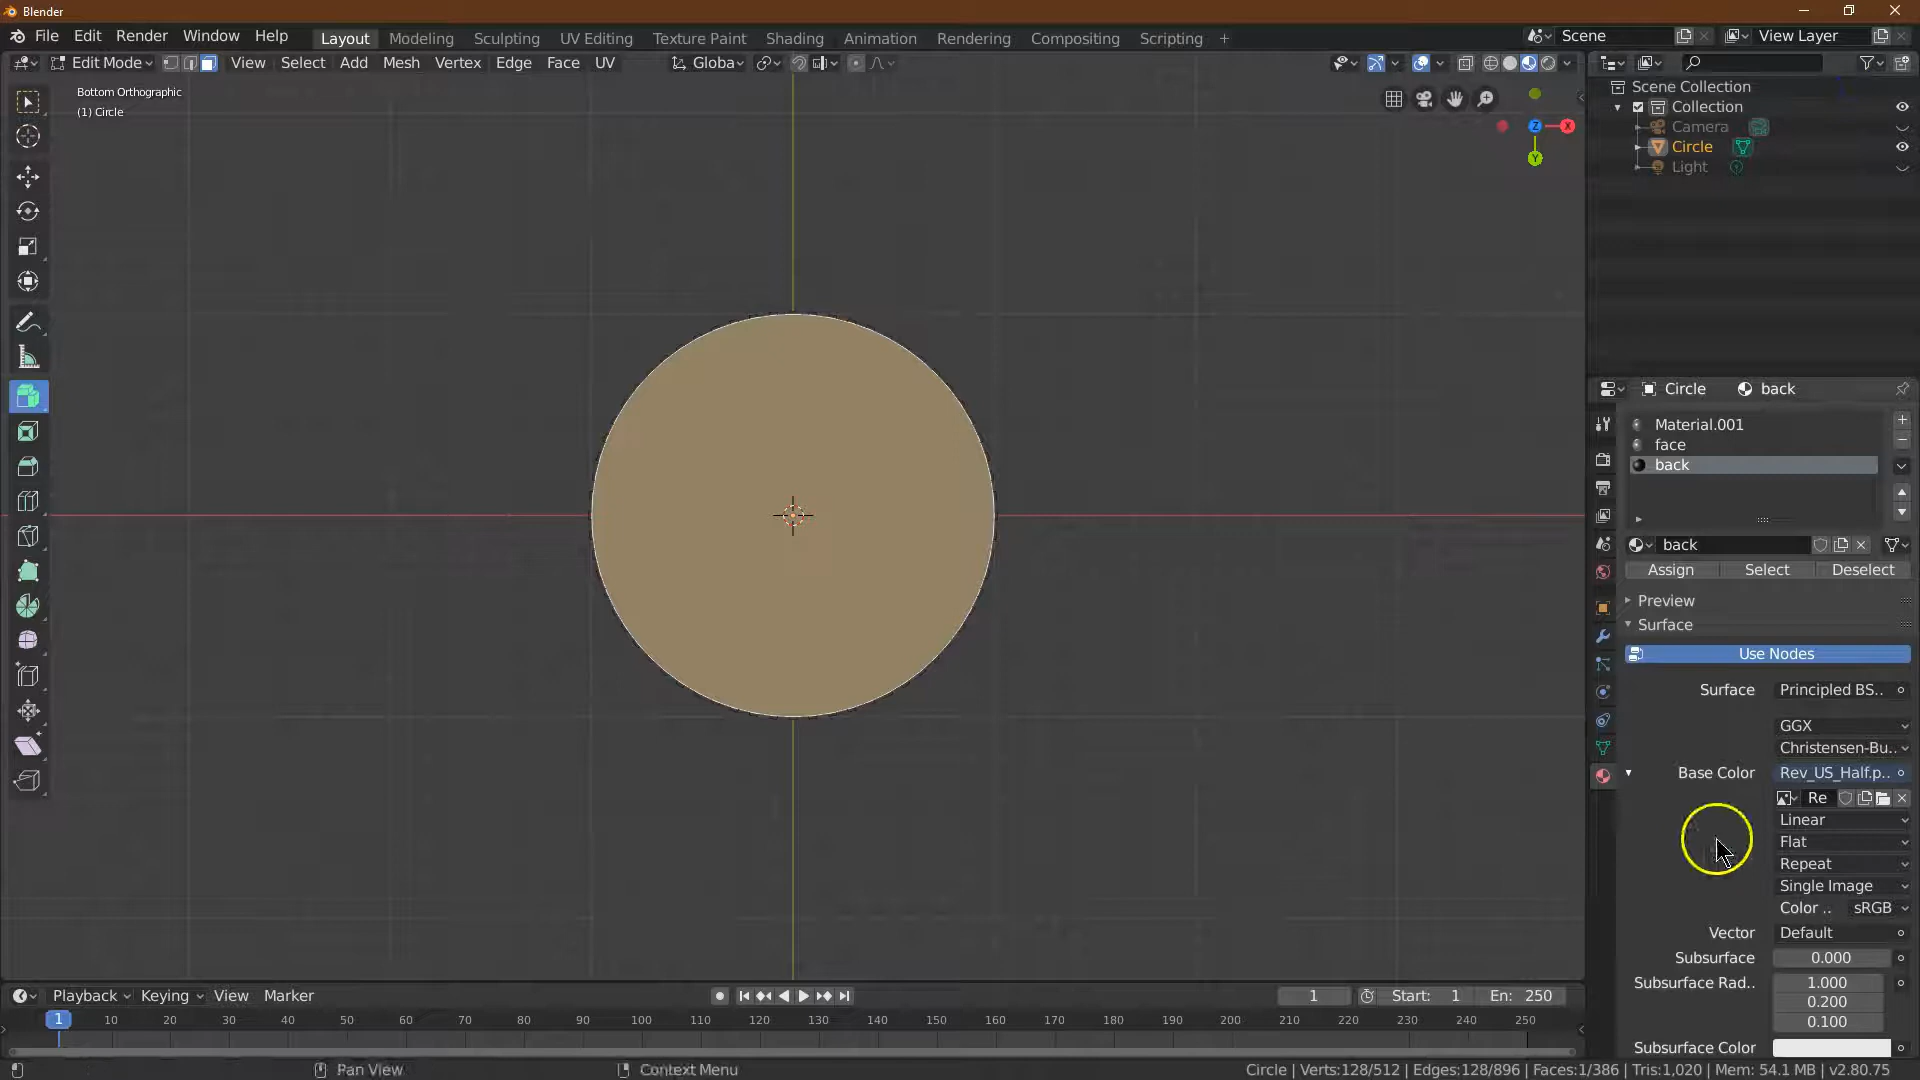 Blender
File Edit Render Window Help Layout Modeling Sculpting UV Editing Texture Paint Shading Animation Rendering Compositing Scripting + Scene View Layer
Edit Mode View Select Add Mesh Vertex Edge Face UV Globa
Bottom Orthographic
(1) Circle
X
Z
Y
Scene Collection
Collection
Camera
Circle
Light
Circle back
Material.001
face
back
back
Assign Select Deselect
Preview
Surface
Use Nodes
Surface Principled BS..
GGX
Christensen-Bu..
Base Color Rev_US_Half.p..
Re
Linear
Flat
Repeat
Single Image
Color .. sRGB
Vector Default
Subsurface 0.000
Subsurface Rad.. 1.000
0.200
0.100
Subsurface Color
Playback Keying View Marker 1 Start: 1 En: 250
1 10 20 30 40 50 60 70 80 90 100 110 120 130 140 150 160 170 180 190 200 210 220 230 240 250
Pan View Context Menu Circle | Verts:128/512 | Edges:128/896 | Faces:1/386 | Tris:1,020 | Mem: 54.1 MB | v2.80.75